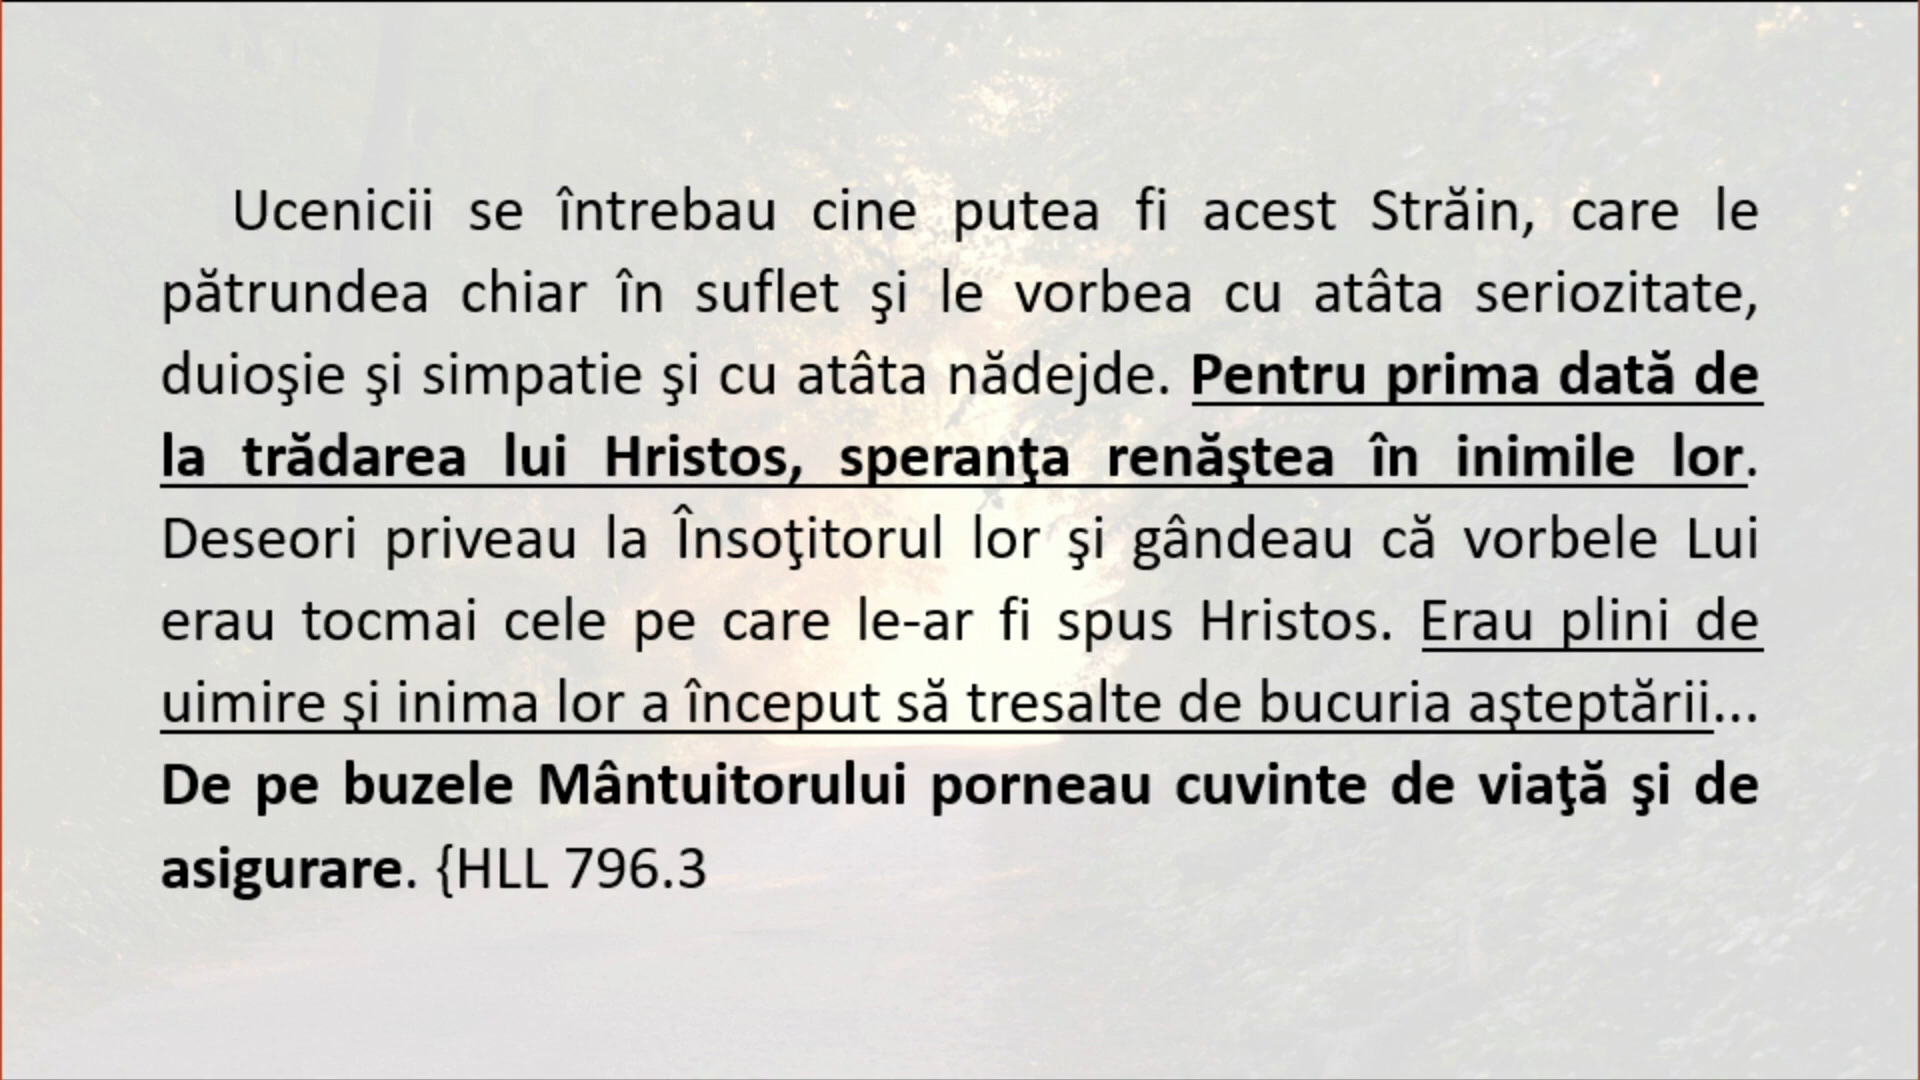 Ucenicii se întrebau cine putea fi acest Străin, care le
pătrundea chiar în suflet şi le vorbea cu atâta seriozitate,
duioşie şi simpatie şi cu atâta nădejde. Pentru prima dată de
la trădarea lui Hristos, speranţa renăştea în inimile lor.
Deseori priveau la Însoţitorul lor şi gândeau că vorbele Lui
erau tocmai cele pe care le-ar fi spus Hristos. Erau plini de
uimire şi inima lor a început să tresalte de bucuria aşteptării...
De pe buzele Mântuitorului porneau cuvinte de viaţă şi de
asigurare. {HLL 796.3